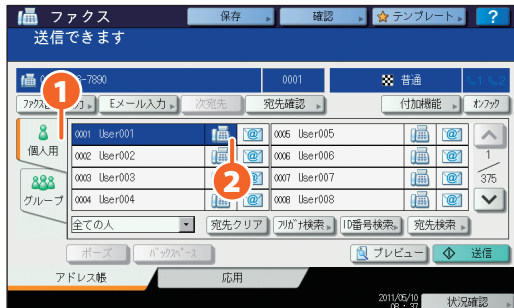 ファクス 保存 確認 テンプレート ?
送信できます
-7890 0001 普通
Eメール入力 次宛先 宛先確認 付加機能 オンフック
1
個人用 0001 User001 0005 User005
0002 User002 0006 User006 1
0003 User003 0007 User007 375
2
グループ 0004 User004 0008 User008
全ての人 宛先クリア フリガナ検索 ID番号検索 宛先検索
ポーズ バックスペース プレビュー 送信
アドレス帳 応用
2011/05/10
08:37 状況確認